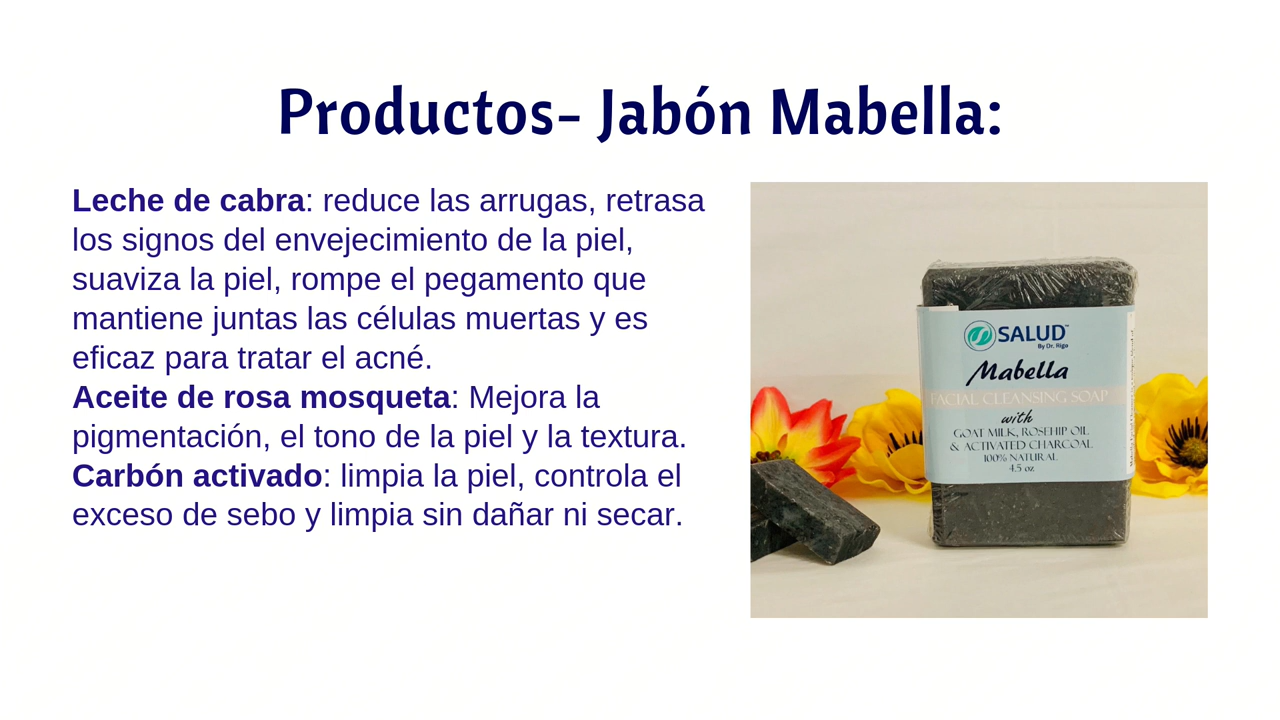 Productos- Jabón Mabella:
Leche de cabra: reduce las arrugas, retrasa
los signos del envejecimiento de la piel,
suaviza la piel, rompe el pegamento que
mantiene juntas las células muertas y es
eficaz para tratar el acné.
Aceite de rosa mosqueta: Mejora la
pigmentación, el tono de la piel y la textura.
Carbón activado: limpia la piel, controla el
exceso de sebo y limpia sin dañar ni secar.
SALUD™
By Dr. Rigo
Mabella
FACIAL CLEANSING SOAP
with
GOAT MILK, ROSEHIP OIL
& ACTIVATED CHARCOAL
100% NATURAL
4.5 oz